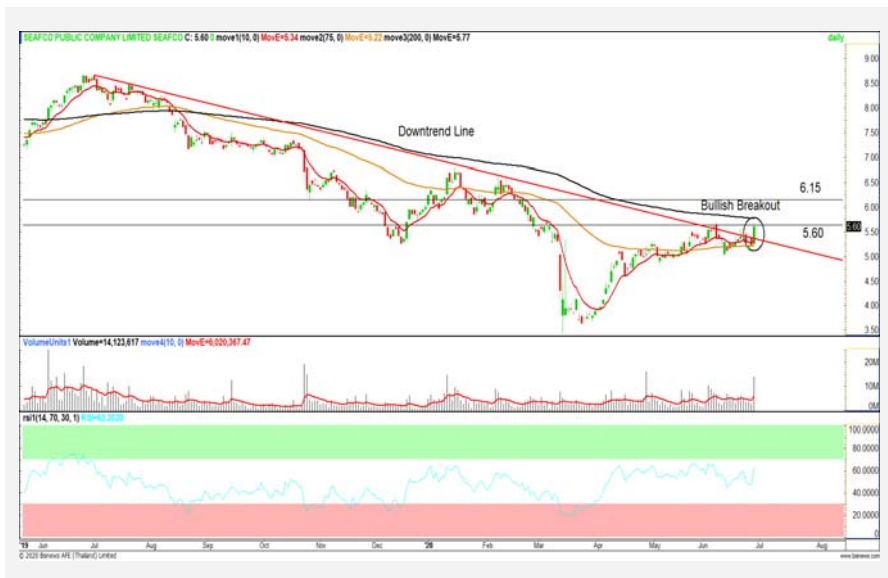 SEAFCO PUBLIC COMPANY LIMITED SEAFCO C: 5.60 0 move1(10, 0) MovE=5.34 move2(75, 0) MovE=5.22 move3(200, 0) MovE=5.77 daily
9.00
8.50
8.00
Downtrend Line
7.50
7.00
6.50
6.15
6.00
Bullish Breakout
5.60
5.60
5.50
5.00
4.50
4.00
3.50
VolumeUnits1 Volume=14,123,617 move4(10, 0) MovE=6,020,367.47
20M
10M
0M
rsi1(14, 70, 30, 1)
100.0000
80.0000
60.0000
40.0000
20.0000
0
'19 Jun Jul Aug Sep Oct Nov Dec '20 Feb Mar Apr May Jun Jul Aug
© 2020 Bisnews AFE (Thailand) Limited www.bisnews.com